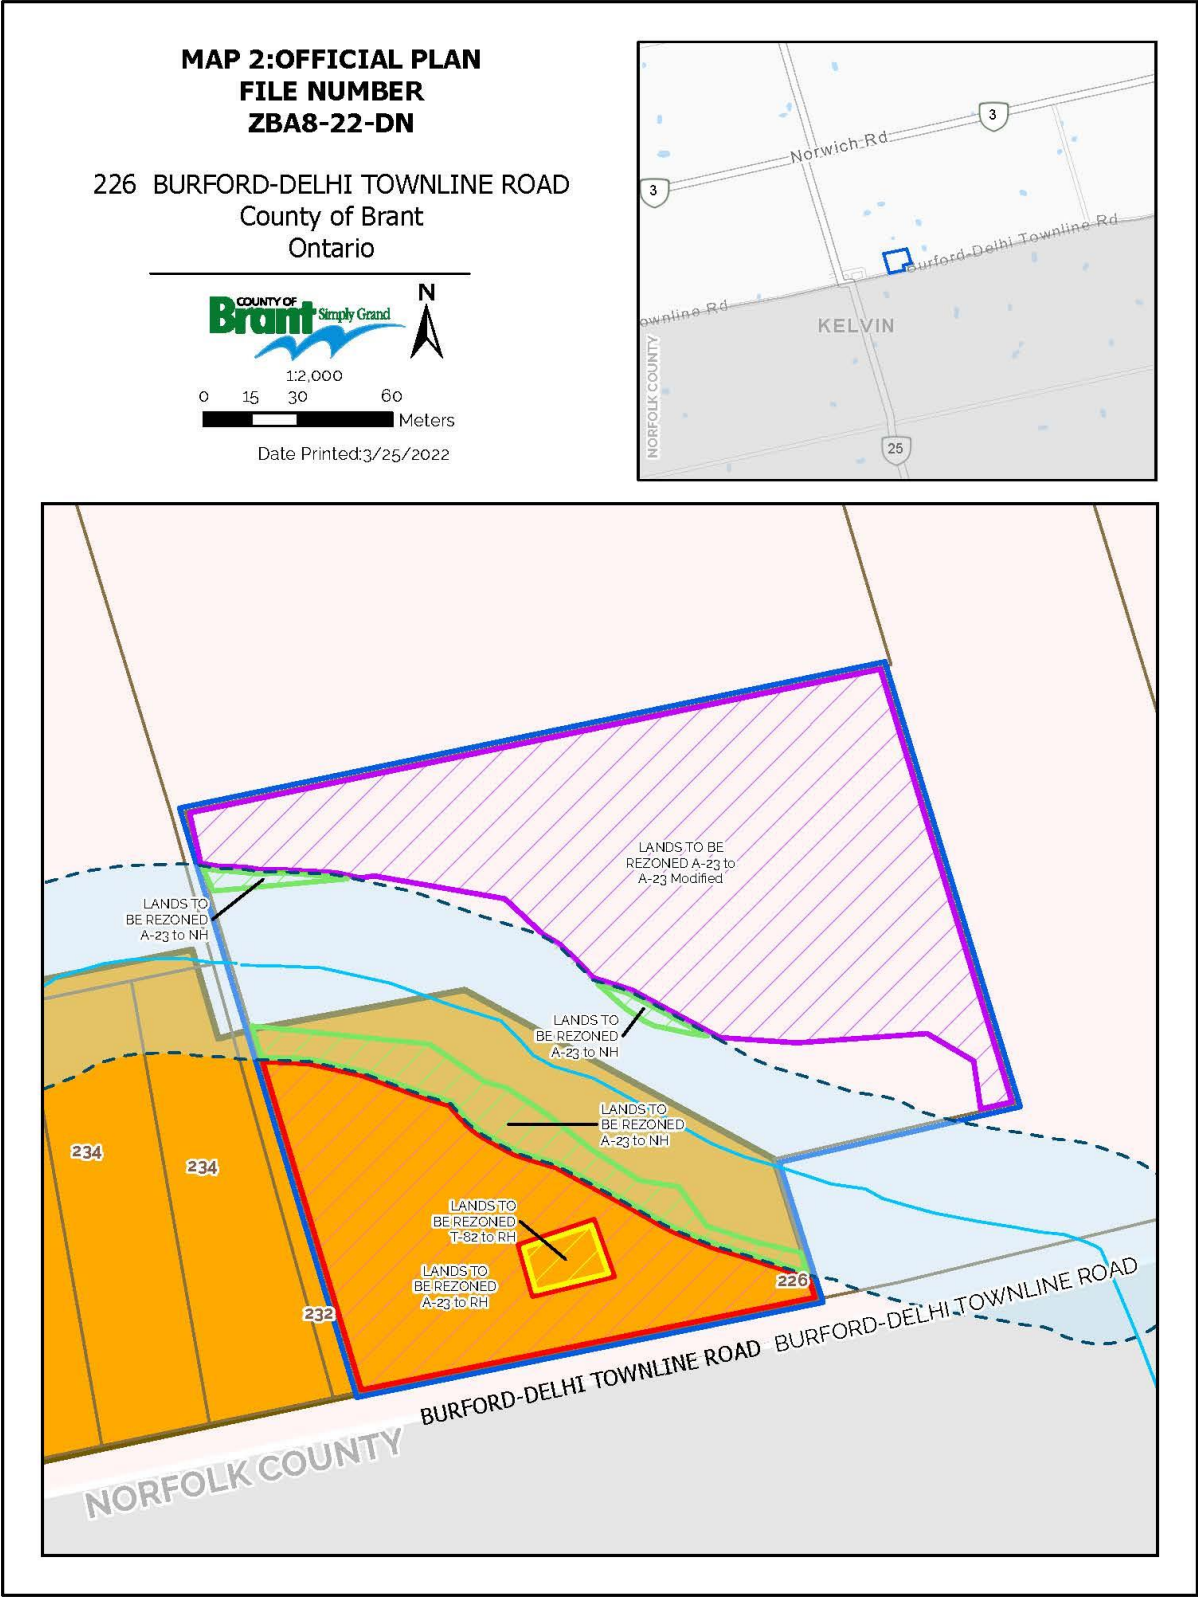 MAP 2:OFFICIAL PLAN
FILE NUMBER
ZBA8-22-DN
226 BURFORD-DELHI TOWNLINE ROAD
County of Brant
Ontario
COUNTY OF
Brant Simply Grand
N
1:2,000
0 15 30 60
Meters
Date Printed:3/25/2022
3
Norwich Rd
3
Burford-Delhi Townline Rd
ownline Rd
KELVIN
NORFOLK COUNTY
25
LANDS TO BE
REZONED A-23 to
A-23 Modified
LANDS TO
BE REZONED
A-23 to NH
LANDS TO
BE REZONED
A-23 to NH
LANDS TO
BE REZONED
A-23 to NH
234
234
LANDS TO
BE REZONED
T-82 to RH
LANDS TO
BE REZONED
A-23 to RH
226
232
BURFORD-DELHI TOWNLINE ROAD
BURFORD-DELHI TOWNLINE ROAD
NORFOLK COUNTY